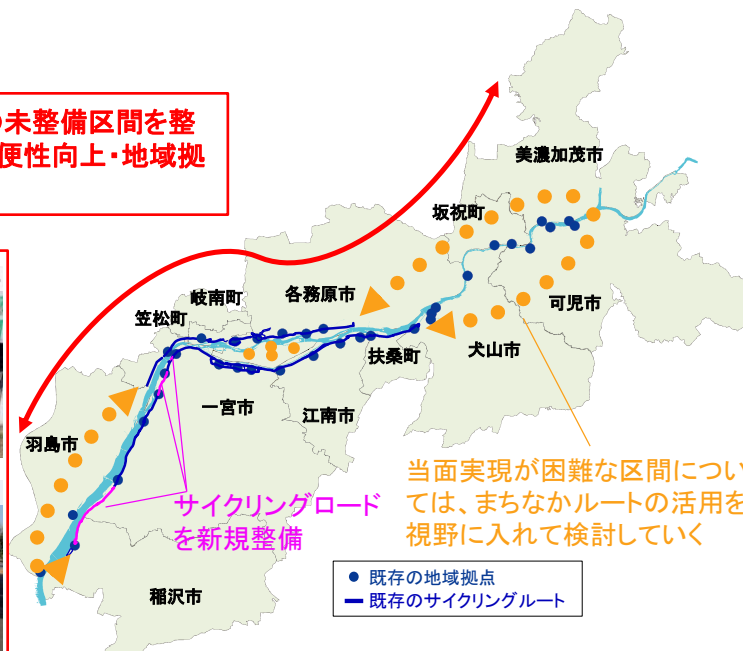 未整備区間を整
便性向上・地域拠
美濃加茂市
坂祝町
岐南町
各務原市
可児市
笠松町
扶桑町
犬山市
一宮市
江南市
羽島市
当面実現が困難な区間につい
ては、まちなかルートの活用を
視野に入れて検討していく
サイクリングロード
を新規整備
既存の地域拠点
既存のサイクリングルート
稲沢市